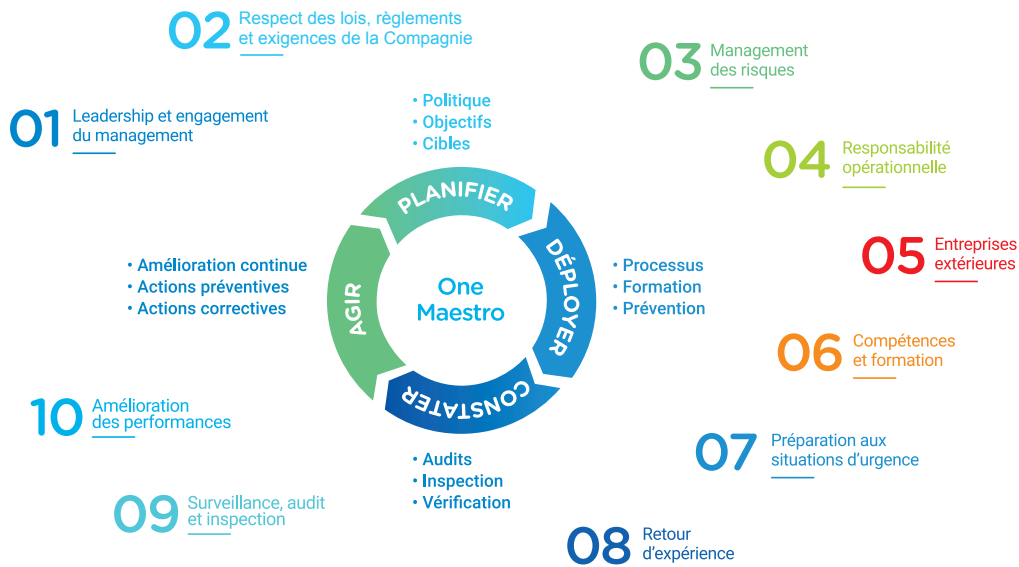 02
Respect des lois, règlements
et exigences de la Compagnie
03
Management
des risques
01
Leadership et engagement
du management
• Politique
• Objectifs
• Cibles
04
Responsabilité
opérationnelle
PLANIFIER
DÉPLOYER
CONSTATER
AGIR
One
Maestro
• Amélioration continue
• Actions préventives
• Actions correctives
• Processus
• Formation
• Prévention
05
Entreprises
extérieures
06
Compétences
et formation
10
Amélioration
des performances
07
Préparation aux
situations d'urgence
• Audits
• Inspection
• Vérification
09
Surveillance, audit
et inspection
08
Retour
d'expérience